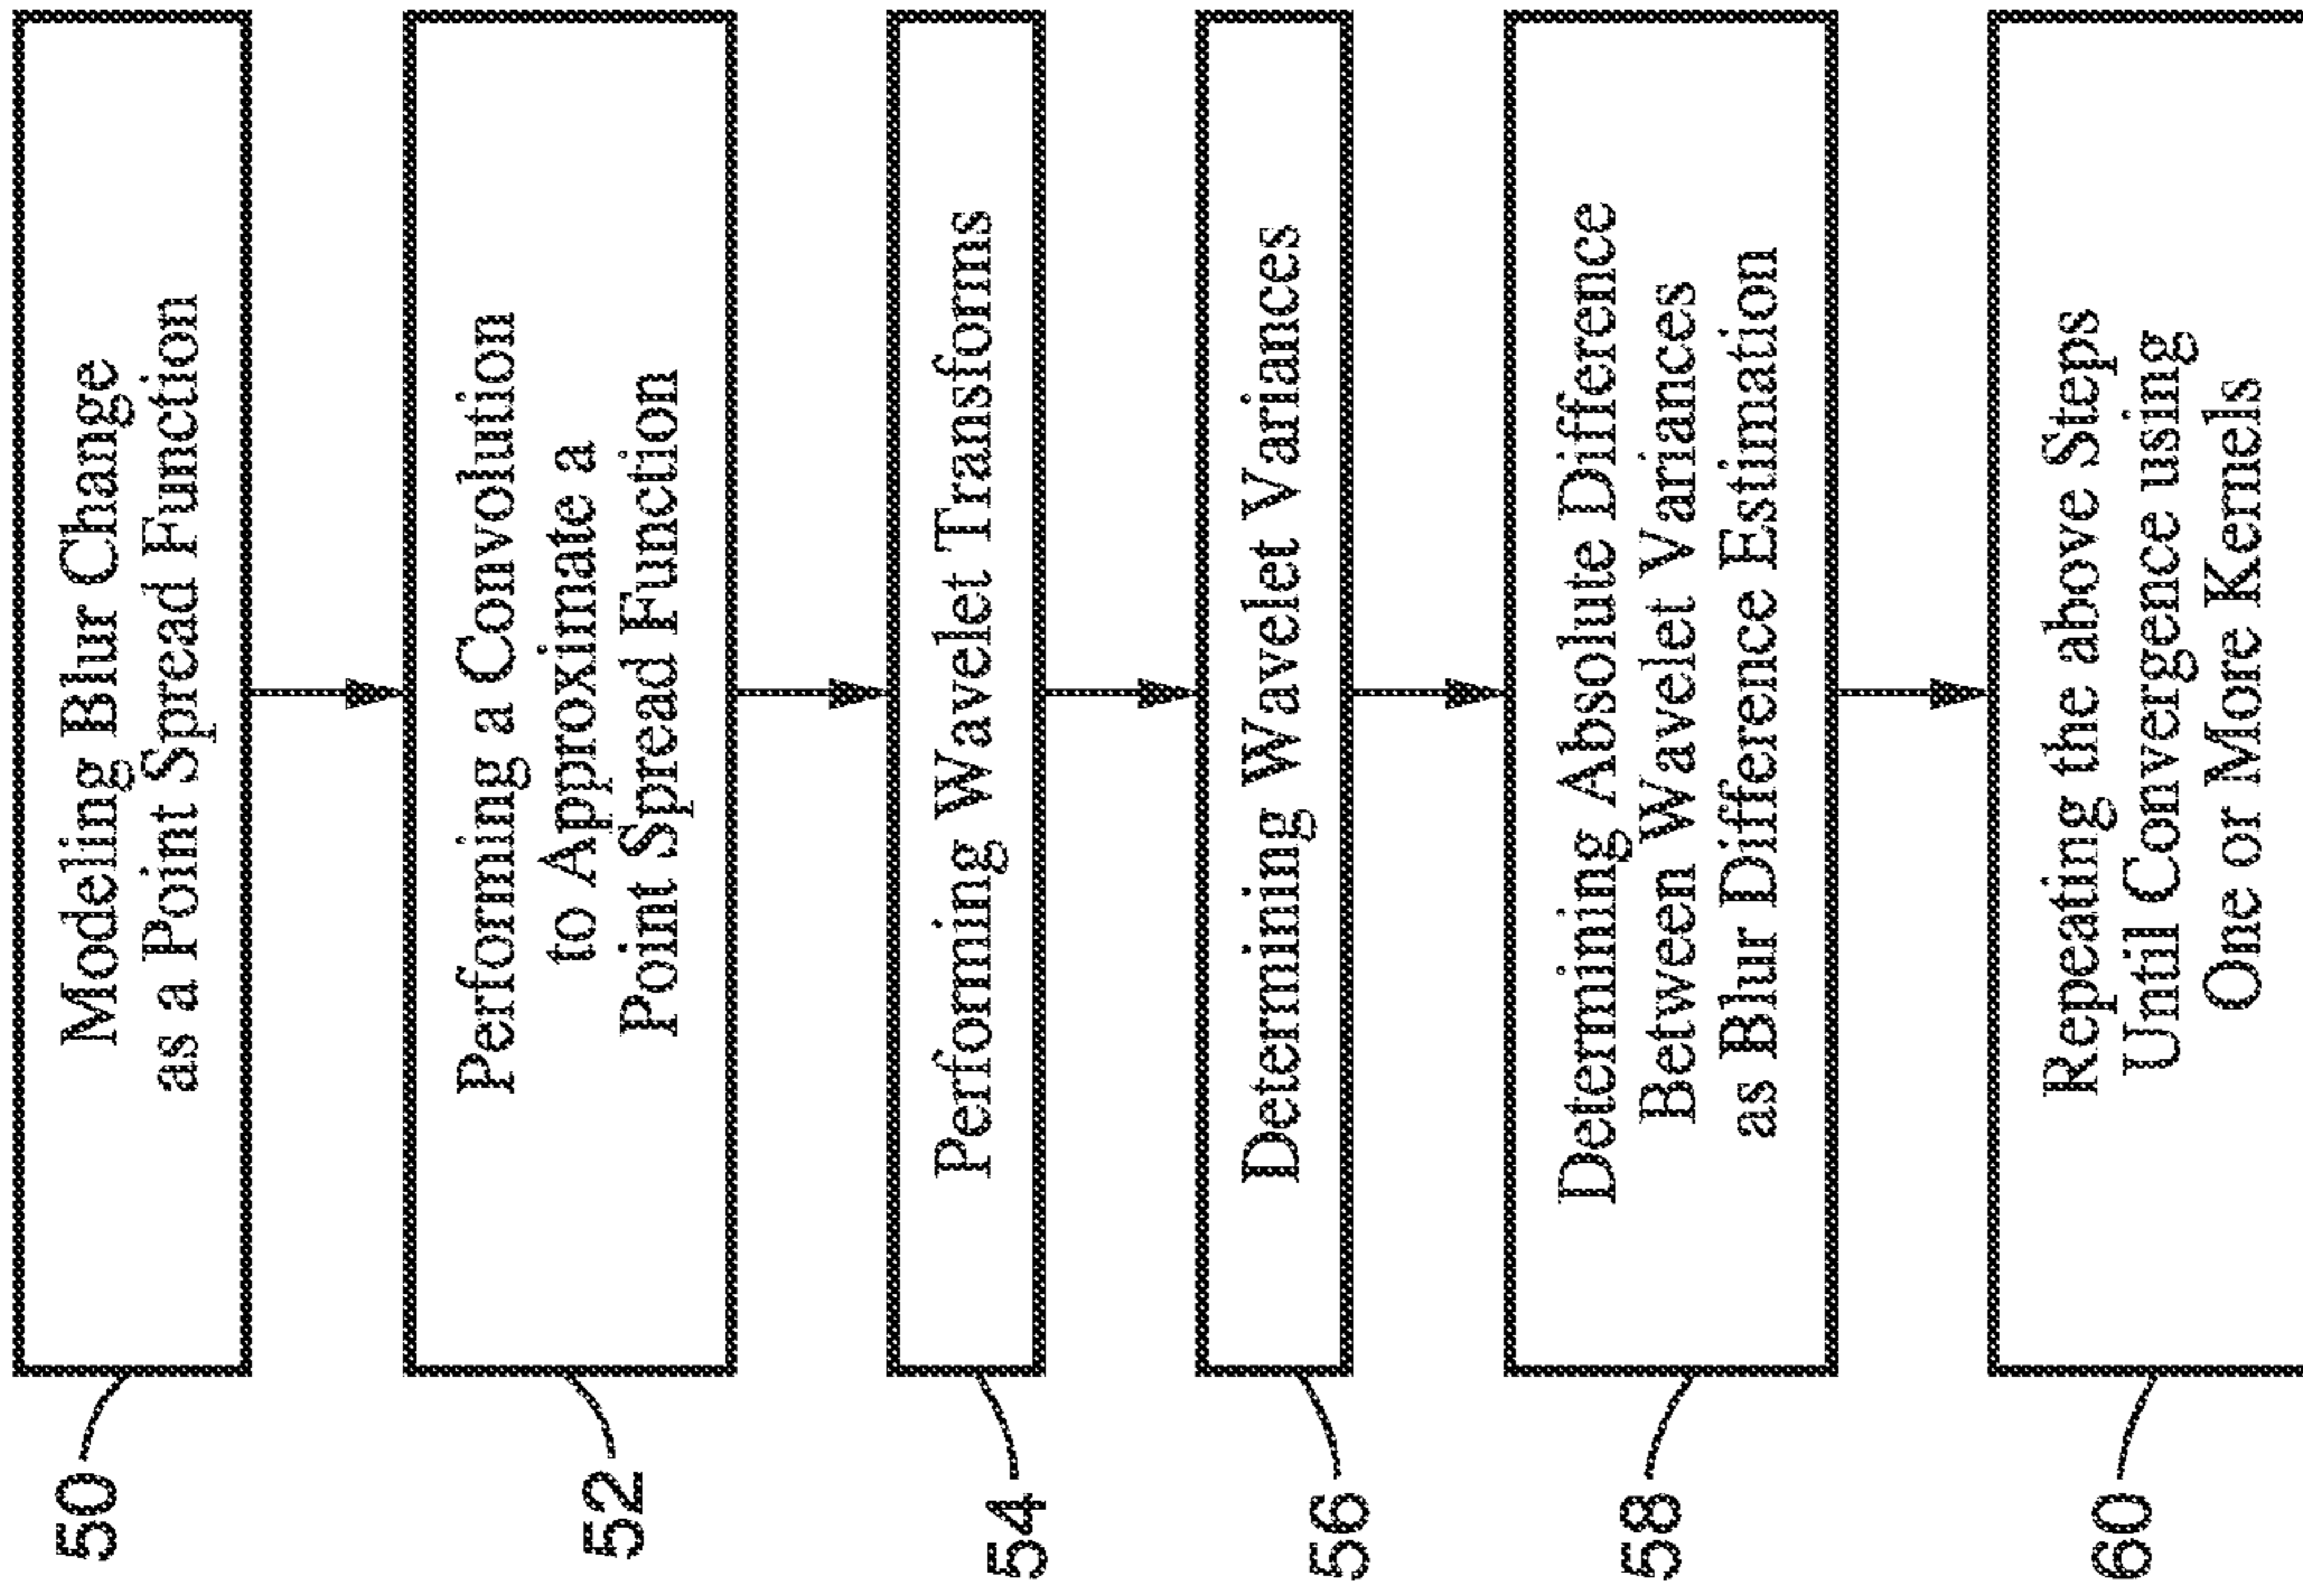 50
Modeling Blur Change
as a Point Spread Function
52
Performing a Convolution
to Approximate a
Point Spread Function
54
Performing Wavelet Transforms
56
Determining Wavelet Variances
58
Determining Absolute Difference
Between Wavelet Variances
as Blur Difference Estimation
60
Repeating the above Steps
Until Convergence using
One or More Kernels